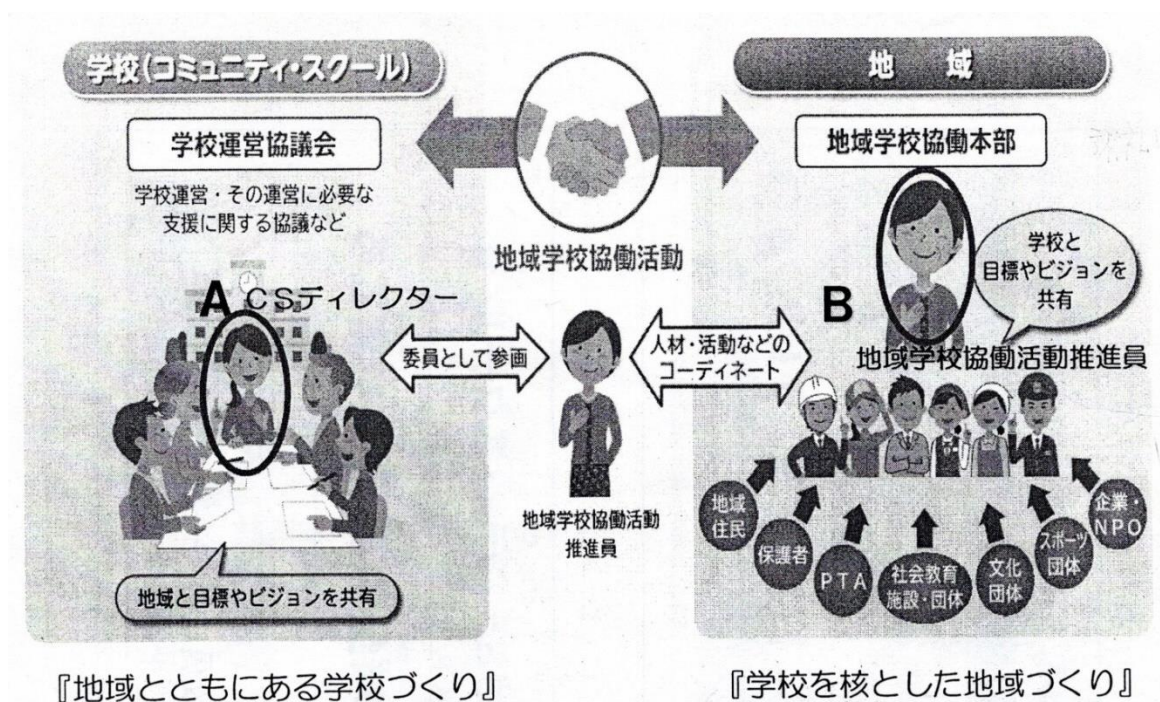 学校(コミュニティ・スクール)
学校運営協議会
学校運営・その運営に必要な
支援に関する協議など
A CSディレクター
地域と目標やビジョンを共有
『地域とともにある学校づくり』
地域学校協働活動
委員として参画
人材・活動などの
コーディネート
地域学校協働活動
推進員
地 域
地域学校協働本部
学校と
目標やビジョンを
共有
B
地域学校協働活動推進員
地域
住民
保護者
PTA
社会教育
施設・団体
文化
団体
スポーツ
団体
企業・
NPO
『学校を核とした地域づくり』